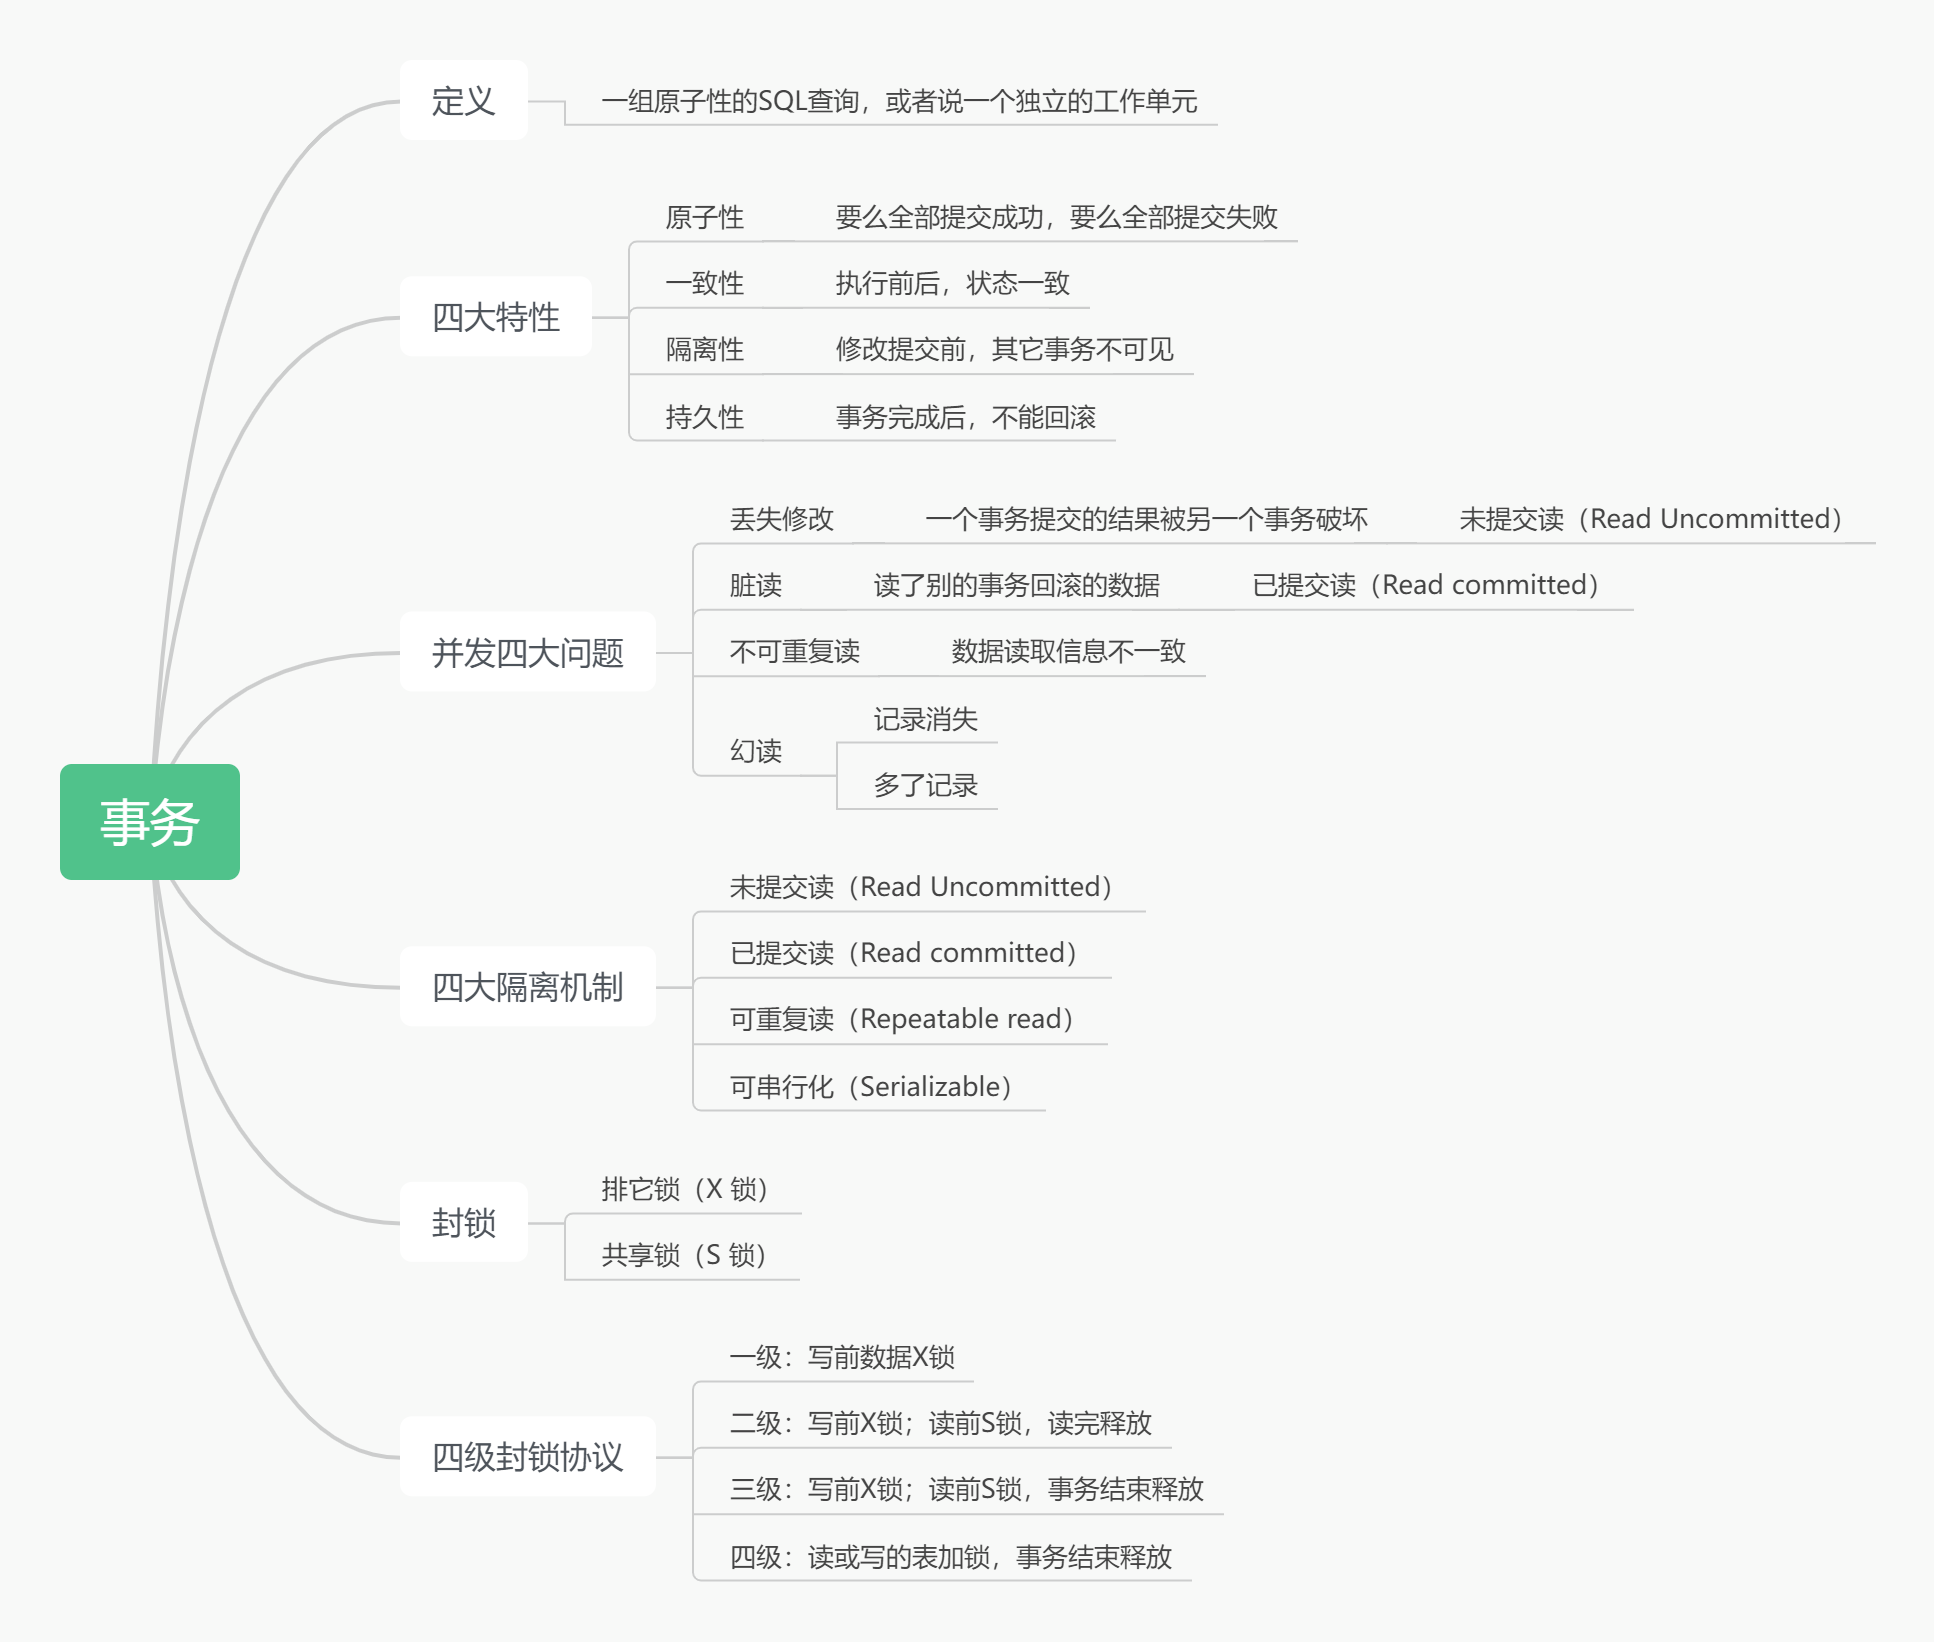 事务
定义
一组原子性的SQL查询，或者说一个独立的工作单元
四大特性
原子性 要么全部提交成功，要么全部提交失败
一致性 执行前后，状态一致
隔离性 修改提交前，其它事务不可见
持久性 事务完成后，不能回滚
并发四大问题
丢失修改 一个事务提交的结果被另一个事务破坏 未提交读（Read Uncommitted）
脏读 读了别的事务回滚的数据 已提交读（Read committed）
不可重复读 数据读取信息不一致
幻读
记录消失
多了记录
四大隔离机制
未提交读（Read Uncommitted）
已提交读（Read committed）
可重复读（Repeatable read）
可串行化（Serializable）
封锁
排它锁（X 锁）
共享锁（S 锁）
四级封锁协议
一级：写前数据X锁
二级：写前X锁；读前S锁，读完释放
三级：写前X锁；读前S锁，事务结束释放
四级：读或写的表加锁，事务结束释放